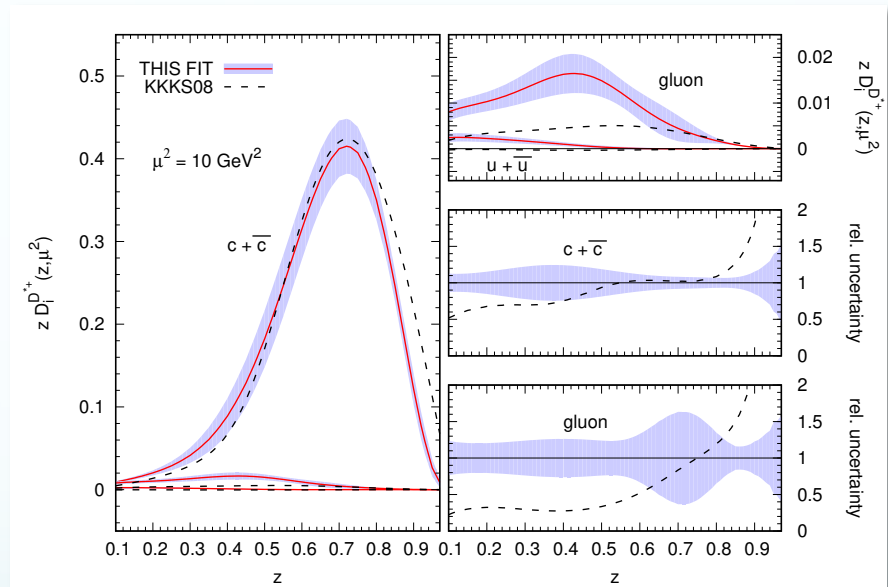 THIS FIT
KKKS08
μ² = 10 GeV²
c + c̅
z D_i^{D*+}(z,μ²)
0.5
0.4
0.3
0.2
0.1
0
0.1 0.2 0.3 0.4 0.5 0.6 0.7 0.8 0.9
z
gluon
u + u̅
0.02
0.01
0
z D_i^{D*+}(z,μ²)
c + c̅
2
1.5
1
0.5
0
rel. uncertainty
gluon
2
1.5
1
0.5
0
rel. uncertainty
0.1 0.2 0.3 0.4 0.5 0.6 0.7 0.8 0.9
z